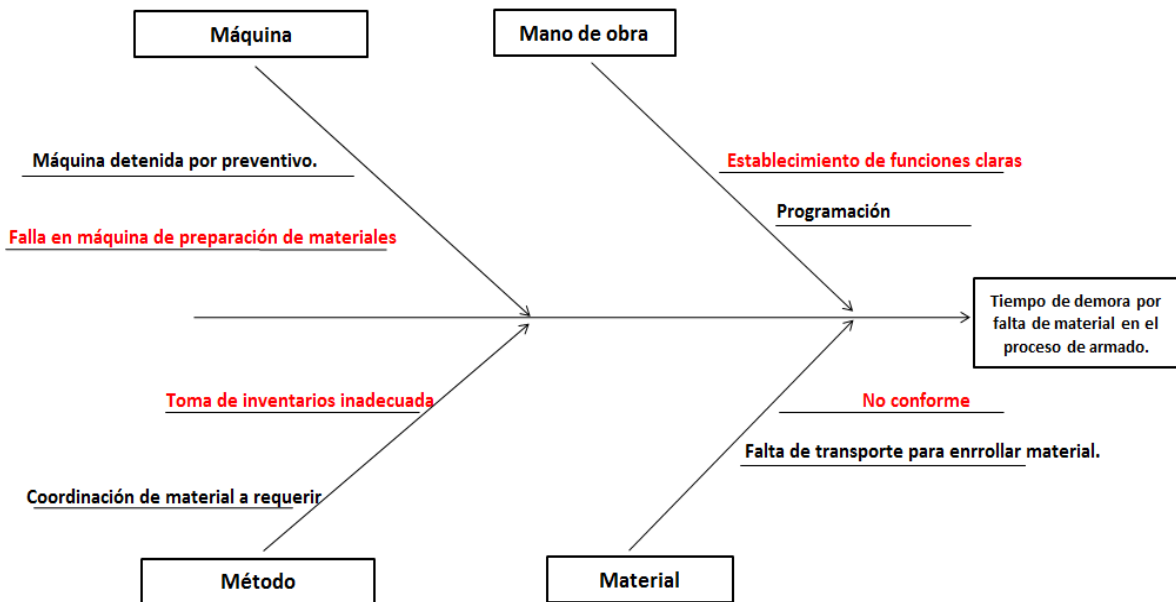 Máquina
Mano de obra
Máquina detenida por preventivo.
Establecimiento de funciones claras
Programación
Falla en máquina de preparación de materiales
Tiempo de demora por
falta de material en el
proceso de armado.
Toma de inventarios inadecuada
No conforme
Falta de transporte para enrrollar material.
Coordinación de material a requerir
Método
Material